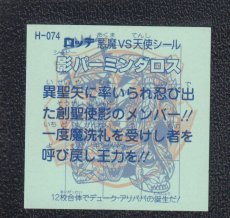 H-074
ロッテ 悪魔VS天使シール
影パーミンダロス
異聖矢に率いられ忍び出
た創聖使影のメンバー!!
一度魔洗礼を受けし者を
呼び戻し主力を!!
12枚合体でデューク・アリババの誕生だ!